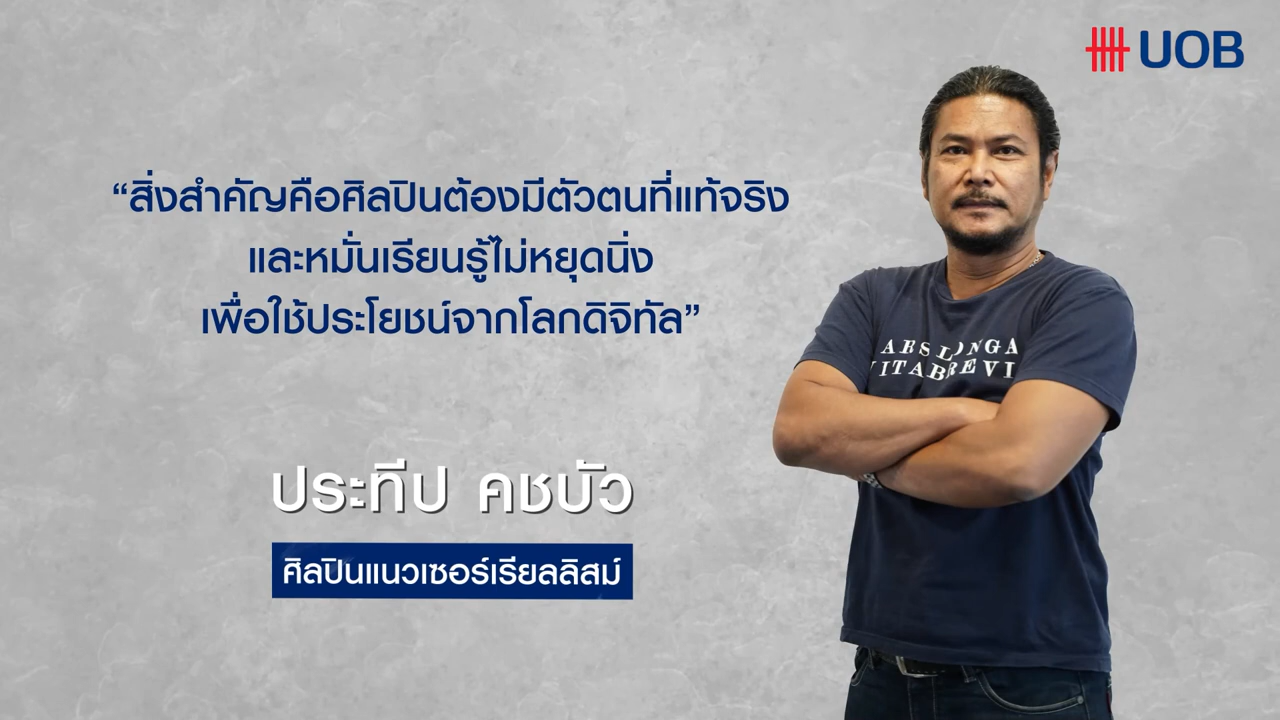 UOB
“สิ่งสำคัญคือศิลปินต้องมีตัวตนที่แท้จริง
และหมั่นเรียนรู้ไม่หยุดนิ่ง
เพื่อใช้ประโยชน์จากโลกดิจิทัล”
ARS LONGA
VITA BREVI
ประทีป คชบัว
ศิลปินแนวเซอร์เรียลลิสม์